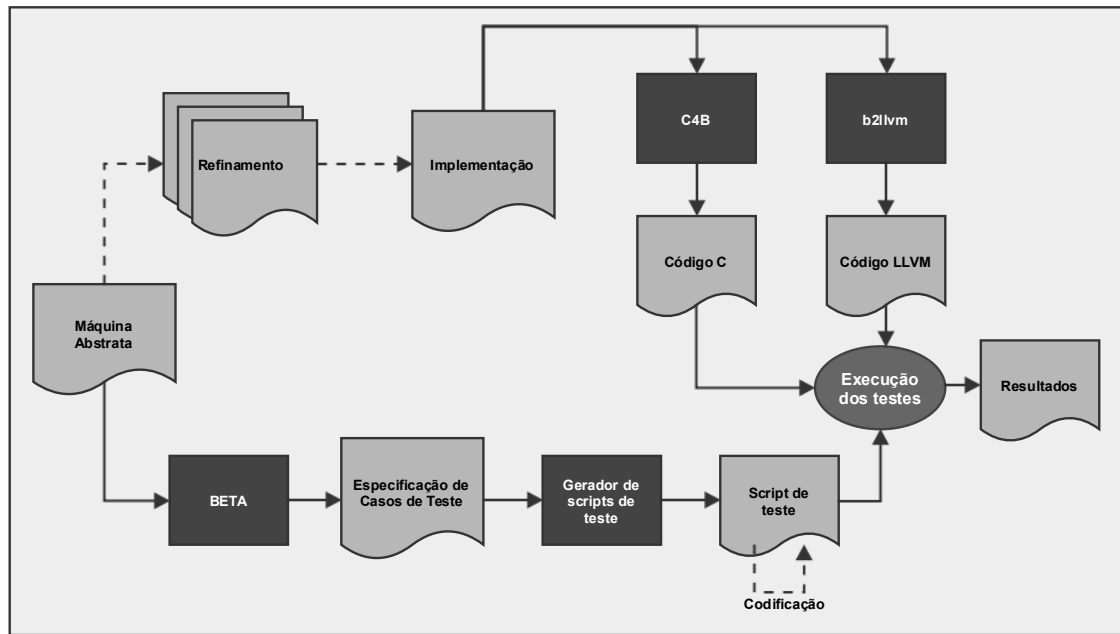 C4B
b2llvm
Refinamento
Implementação
Código C
Código LLVM
Máquina
Abstrata
Execução
dos testes
Resultados
BETA
Especificação de
Casos de Teste
Gerador de
scripts de
teste
Script de
teste
Codificação